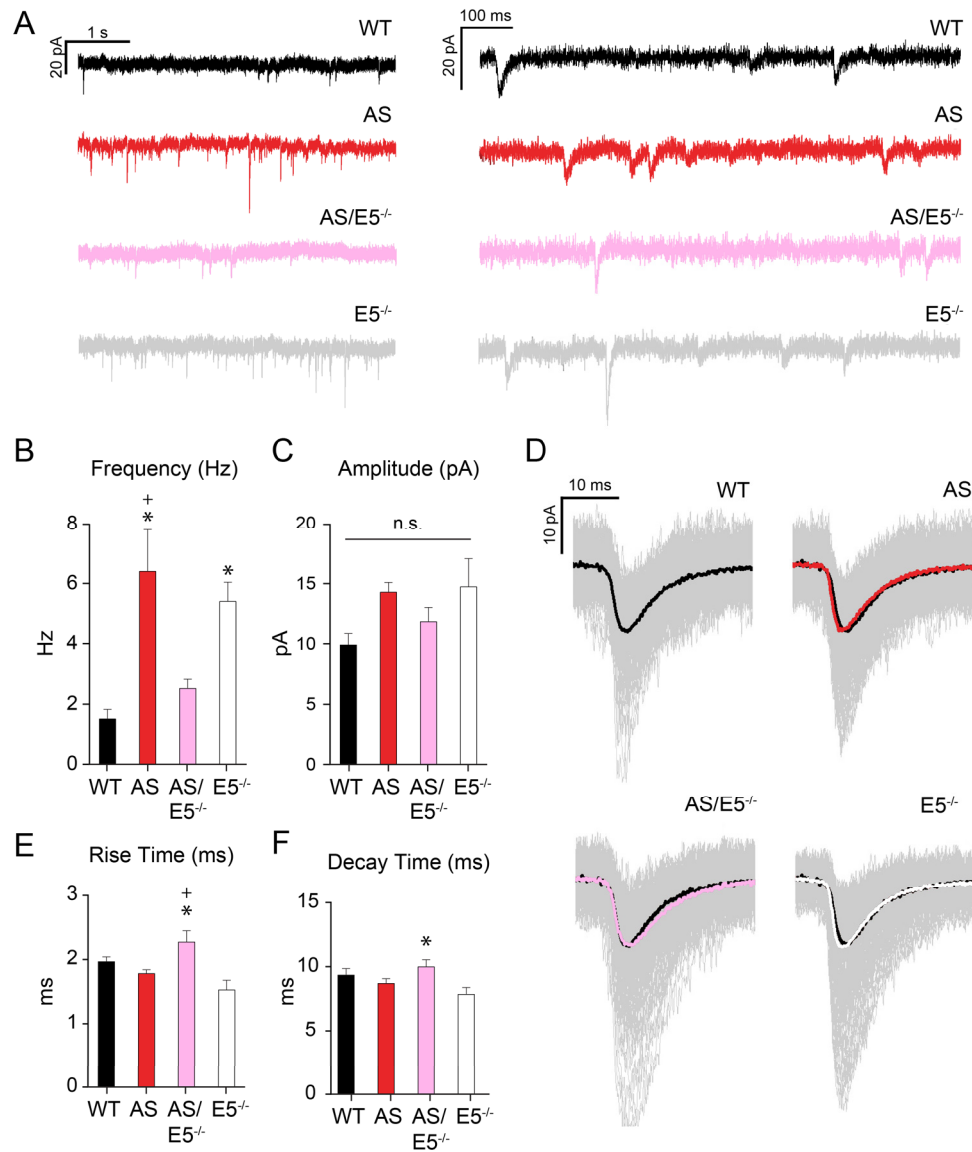 A
1 s
20 pA
WT
100 ms
20 pA
WT
AS
AS
AS/E5-/-
AS/E5-/-
E5-/-
E5-/-
B
Frequency (Hz)
8
6
4
2
0
Hz
+
*
*
WT
AS
AS/
E5-/-
E5-/-
C
Amplitude (pA)
n.s.
20
15
10
5
0
pA
WT
AS
AS/
E5-/-
E5-/-
D
10 ms
10 pA
WT
AS
AS/E5-/-
E5-/-
E
Rise Time (ms)
3
2
1
0
ms
+
*
WT
AS
AS/
E5-/-
E5-/-
F
Decay Time (ms)
15
10
5
0
ms
*
WT
AS
AS/
E5-/-
E5-/-